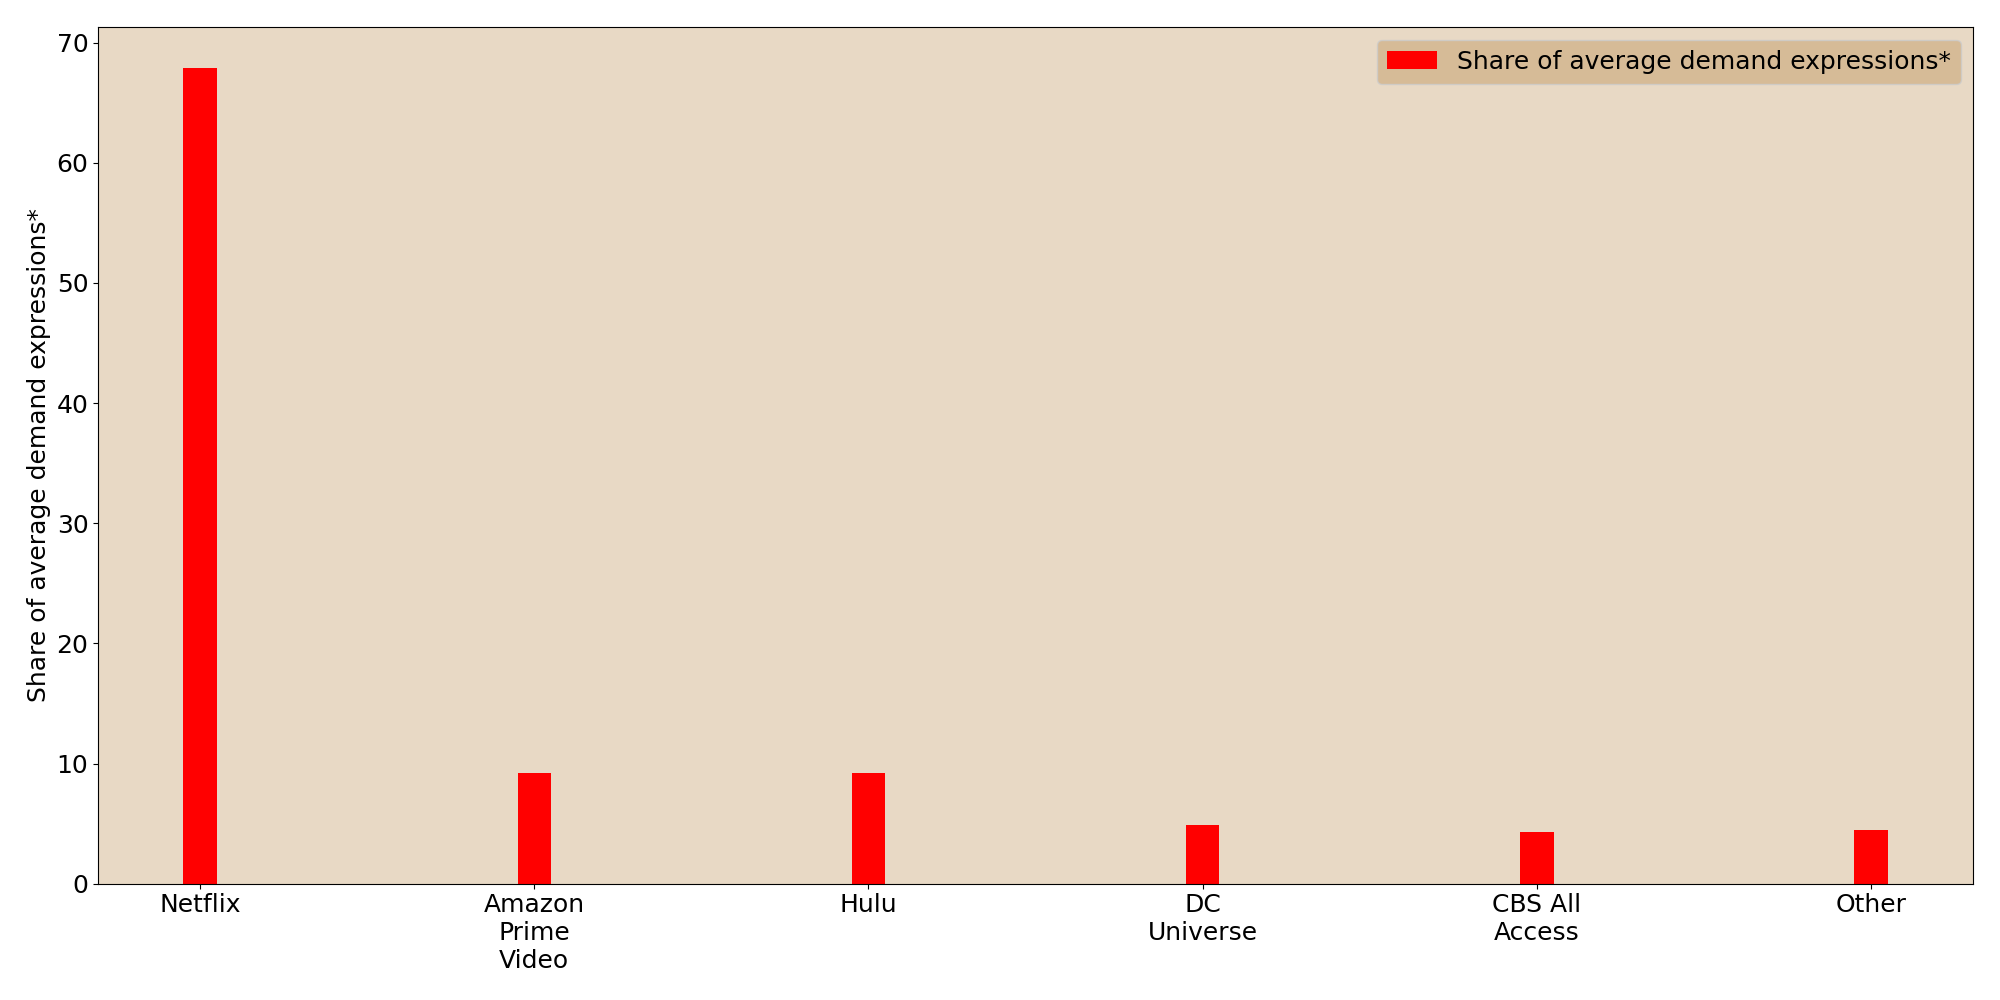 Share of average demand expressions*
Share of average demand expressions*
70
60
50
40
30
20
10
0
Netflix
Amazon
Prime
Video
Hulu
DC
Universe
CBS All
Access
Other